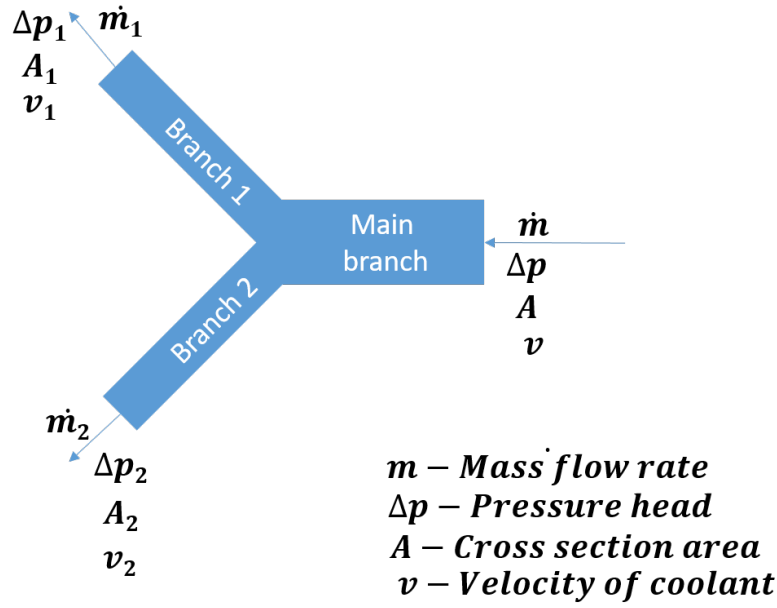 Δp₁ ṁ₁
A₁
v₁
Branch 1
Main
branch
ṁ
Δp
A
v
Branch 2
ṁ₂
Δp₂
A₂
v₂
ṁ – Mass flow rate
Δp – Pressure head
A – Cross section area
v – Velocity of coolant